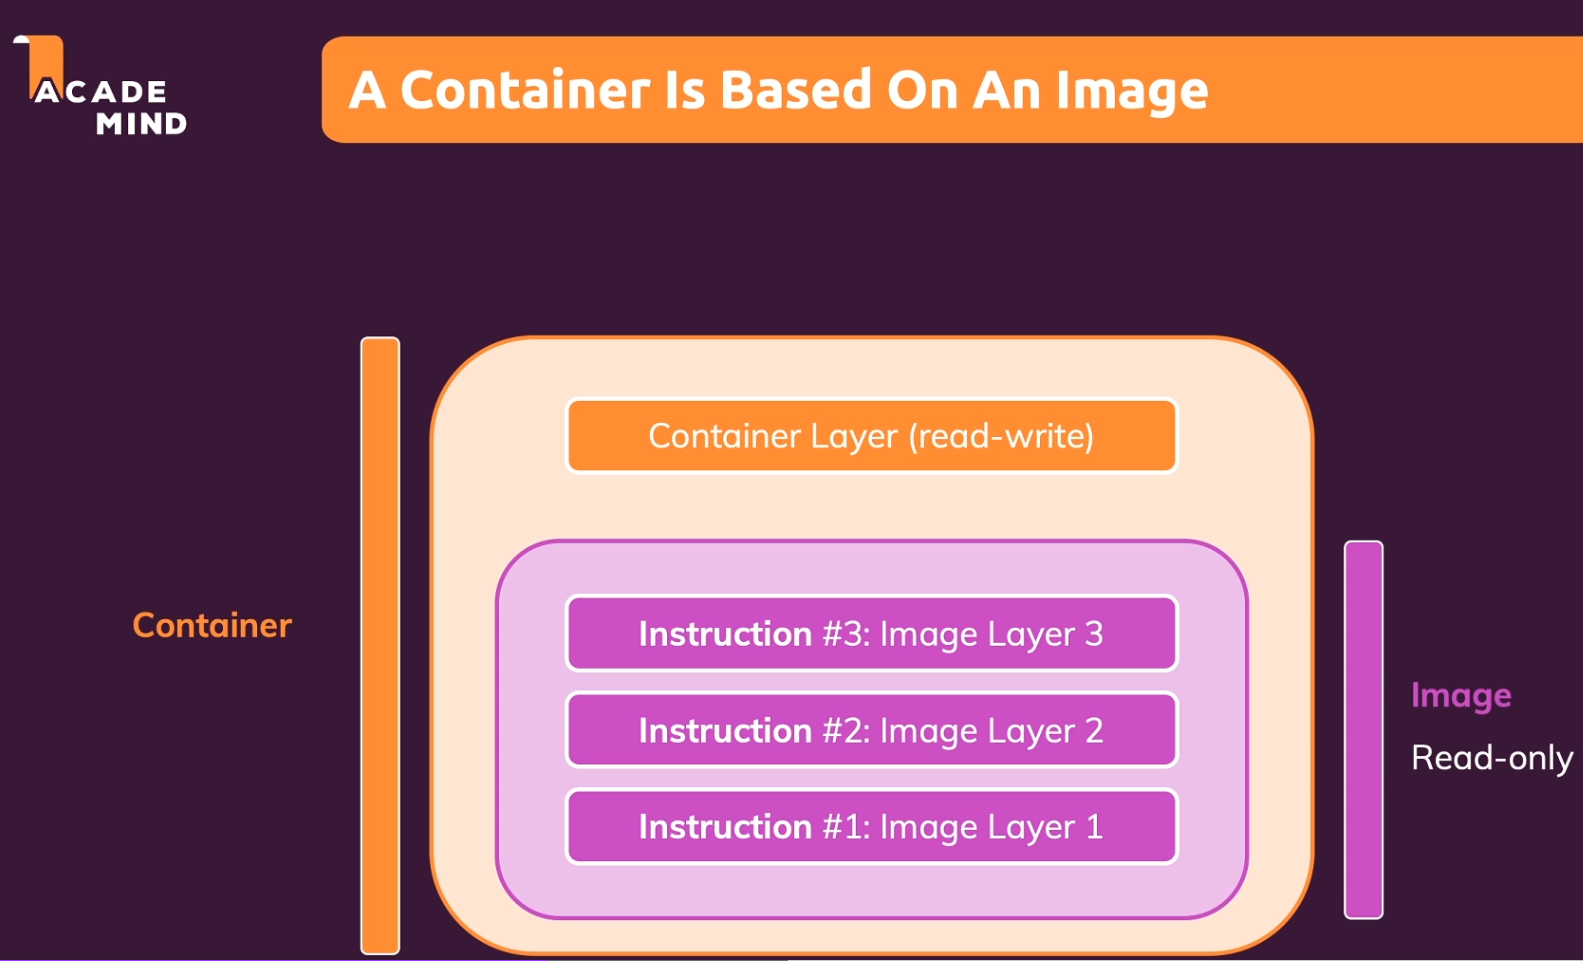 ACADE
MIND
A Container Is Based On An Image
Container Layer (read-write)
Instruction #3: Image Layer 3
Instruction #2: Image Layer 2
Instruction #1: Image Layer 1
Container
Image
Read-only